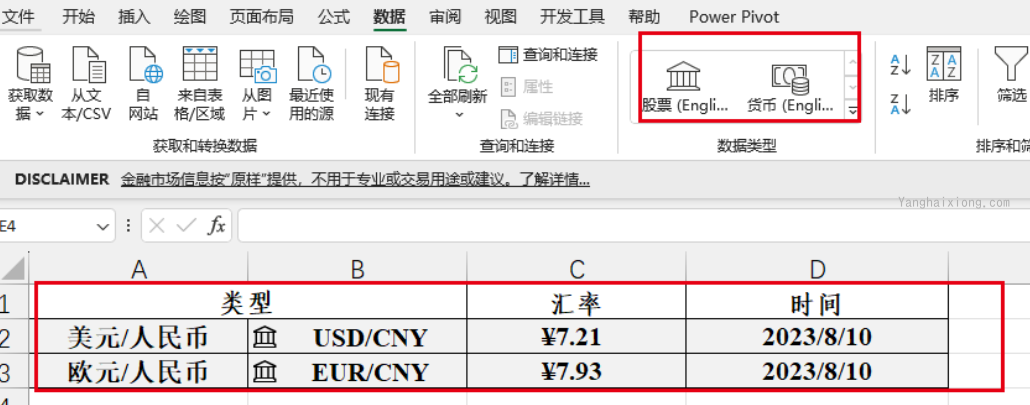 文件 开始 插入 绘图 页面布局 公式 数据 审阅 视图 开发工具 帮助 Power Pivot
获取数据 从文本/CSV 自网站 来自表格/区域 从图片 最近使用的源 现有连接 全部刷新 查询和连接 属性 编辑链接 股票 (Engli... 货币 (Engli... 排序 筛选
获取和转换数据 查询和连接 数据类型 排序和筛
DISCLAIMER 金融市场信息按“原样”提供，不用于专业或交易用途或建议。了解详情...
Yanghaixiong.com
E4 fx
A B C D
1 类型 汇率 时间
2 美元/人民币 USD/CNY ¥7.21 2023/8/10
3 欧元/人民币 EUR/CNY ¥7.93 2023/8/10